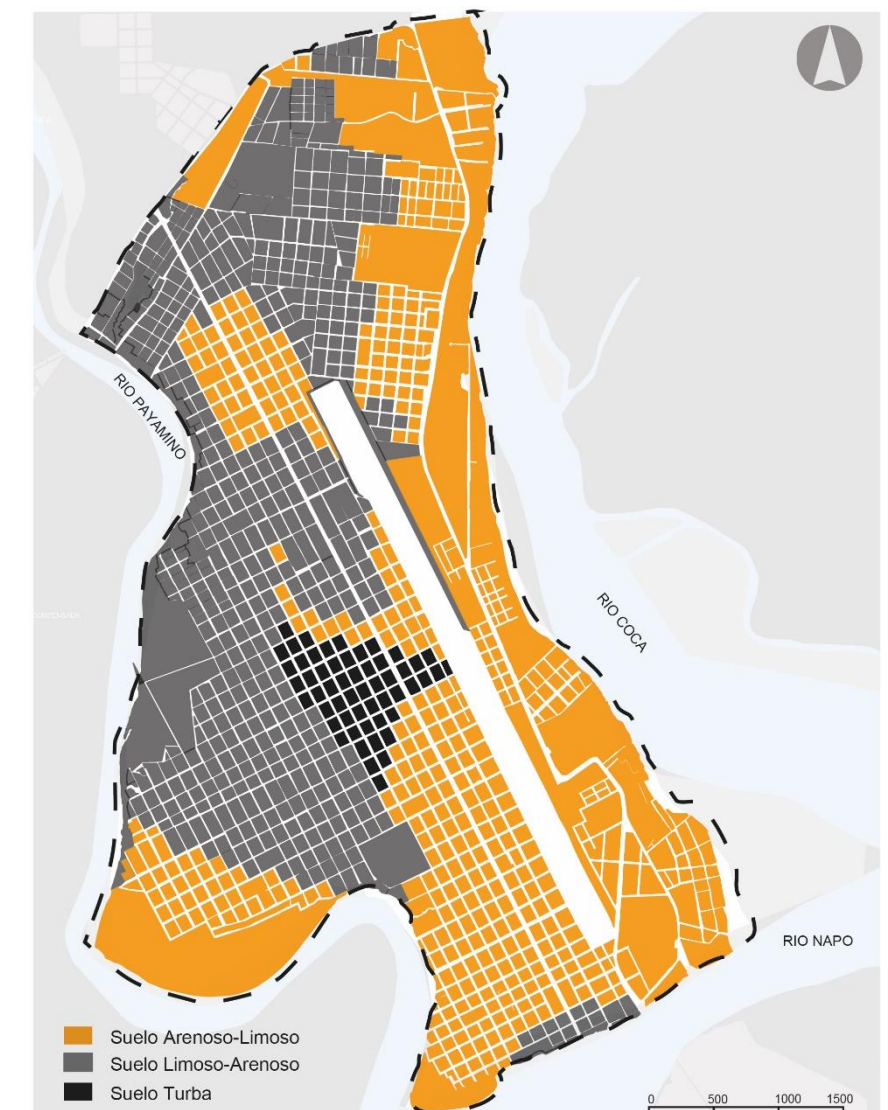 RIO PAYAMINO
RIO COCA
RIO NAPO
Suelo Arenoso-Limoso
Suelo Limoso-Arenoso
Suelo Turba
0 500 1000 1500